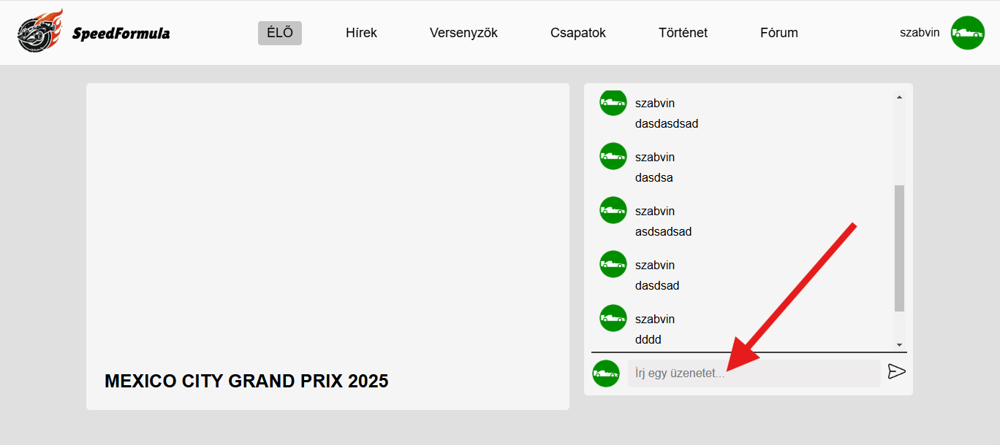 SpeedFormula
ÉLŐ
Hírek
Versenyzők
Csapatok
Történet
Fórum
szabvin
MEXICO CITY GRAND PRIX 2025
szabvin
dasdasdsad
szabvin
dasdsa
szabvin
asdsadsad
szabvin
dasdsad
szabvin
dddd
Írj egy üzenetet...